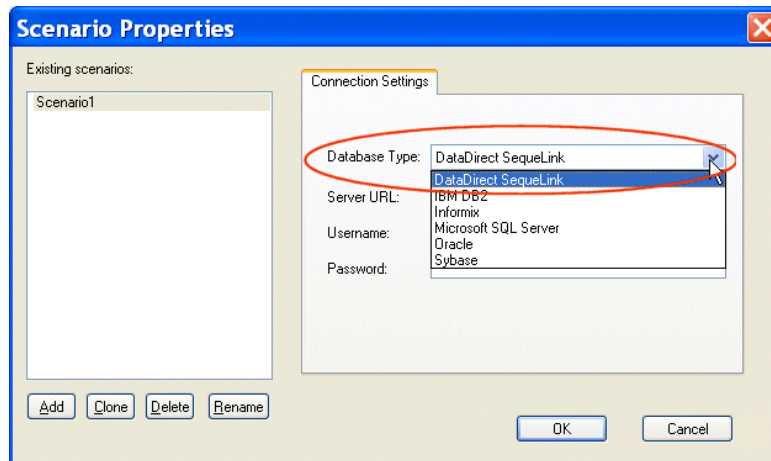 Scenario Properties
Existing scenarios:
Scenario1
Connection Settings
Database Type: DataDirect SequeLink
DataDirect SequeLink
Server URL: IBM DB2
Informix
Username: Microsoft SQL Server
Oracle
Password: Sybase
Add Clone Delete Rename
OK Cancel